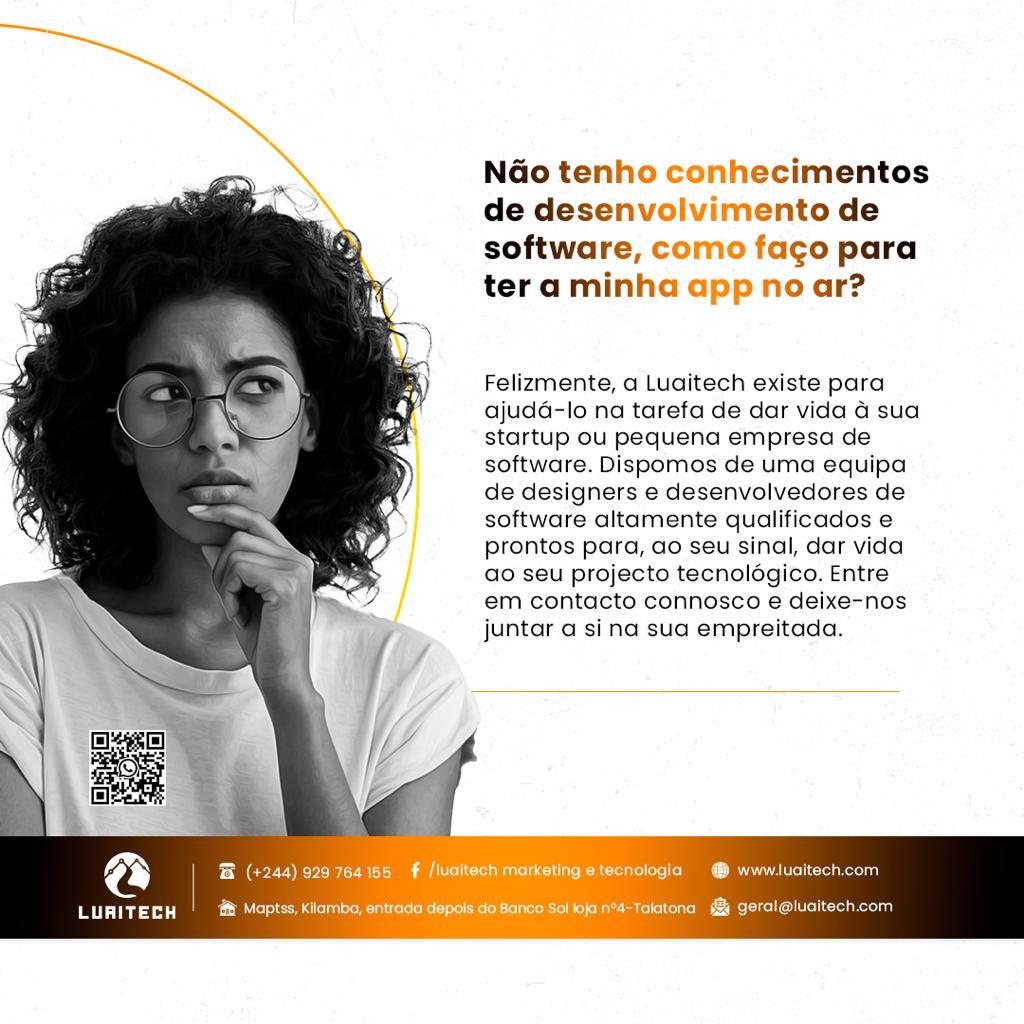 Não tenho conhecimentos
de desenvolvimento de
software, como faço para
ter a minha app no ar?
Felizmente, a Luaitech existe para
ajudá-lo na tarefa de dar vida à sua
startup ou pequena empresa de
software. Dispomos de uma equipa
de designers e desenvolvedores de
software altamente qualificados e
prontos para, ao seu sinal, dar vida
ao seu projecto tecnológico. Entre
em contacto connosco e deixe-nos
juntar a si na sua empreitada.
LUAITECH
(+244) 929 764 155 /luaitech marketing e tecnologia www.luaitech.com
Maptss, Kilamba, entrada depois do Banco Sol loja nº4-Talatona geral@luaitech.com